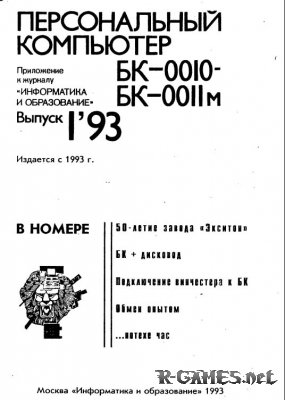 ПЕРСОНАЛЬНЫЙ
КОМПЬЮТЕР
Приложение
к журналу
«ИНФОРМАТИКА
И ОБРАЗОВАНИЕ»
Выпуск 1'93
БК-0010-
БК-0011м
Издается с 1993 г.
В НОМЕРЕ
50-летие завода «Экситон»
БК + дисковод
Подключение винчестера к БК
Обмен опытом
...потехе час
Москва «Информатика и образование» 1993
R-GAMES.net